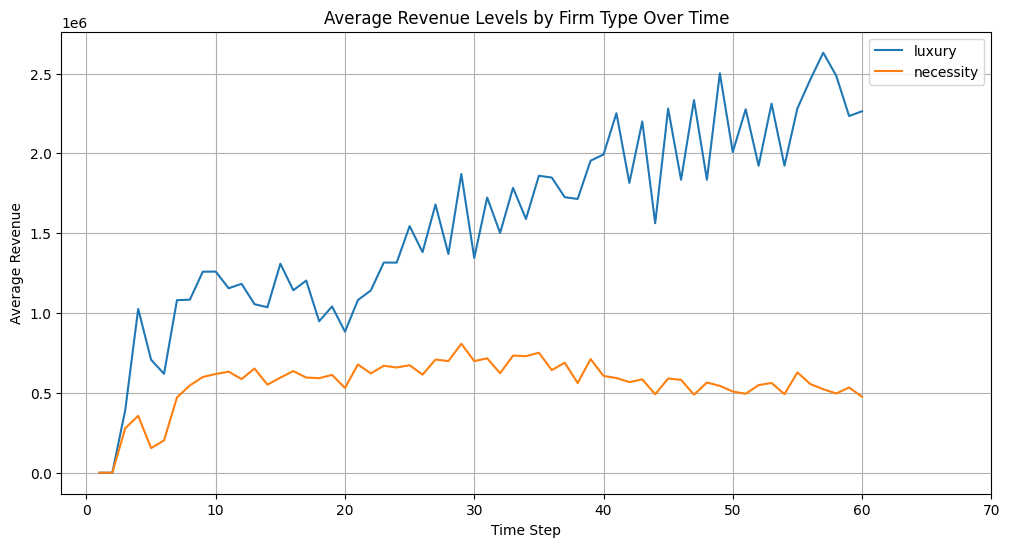 Average Revenue Levels by Firm Type Over Time
1e6
luxury
necessity
2.5
2.0
1.5
1.0
0.5
0.0
Average Revenue
0 10 20 30 40 50 60 70
Time Step